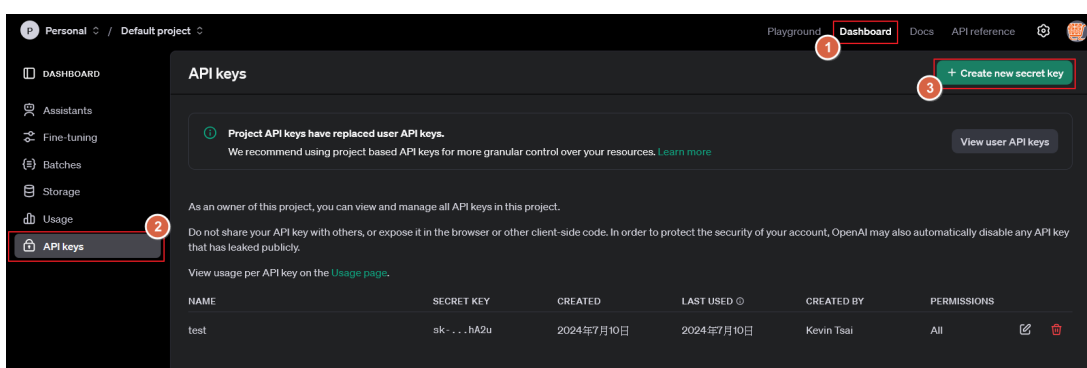 P Personal / Default project
Playground Dashboard Docs API reference
1
DASHBOARD
API keys
+ Create new secret key
3
Assistants
Fine-tuning
Batches
Storage
Usage
2
API keys
Project API keys have replaced user API keys.
We recommend using project based API keys for more granular control over your resources. Learn more
View user API keys
As an owner of this project, you can view and manage all API keys in this project.
Do not share your API key with others, or expose it in the browser or other client-side code. In order to protect the security of your account, OpenAI may also automatically disable any API key
that has leaked publicly.
View usage per API key on the Usage page.
NAME SECRET KEY CREATED LAST USED CREATED BY PERMISSIONS
test sk-...hA2u 2024年7月10日 2024年7月10日 Kevin Tsai All